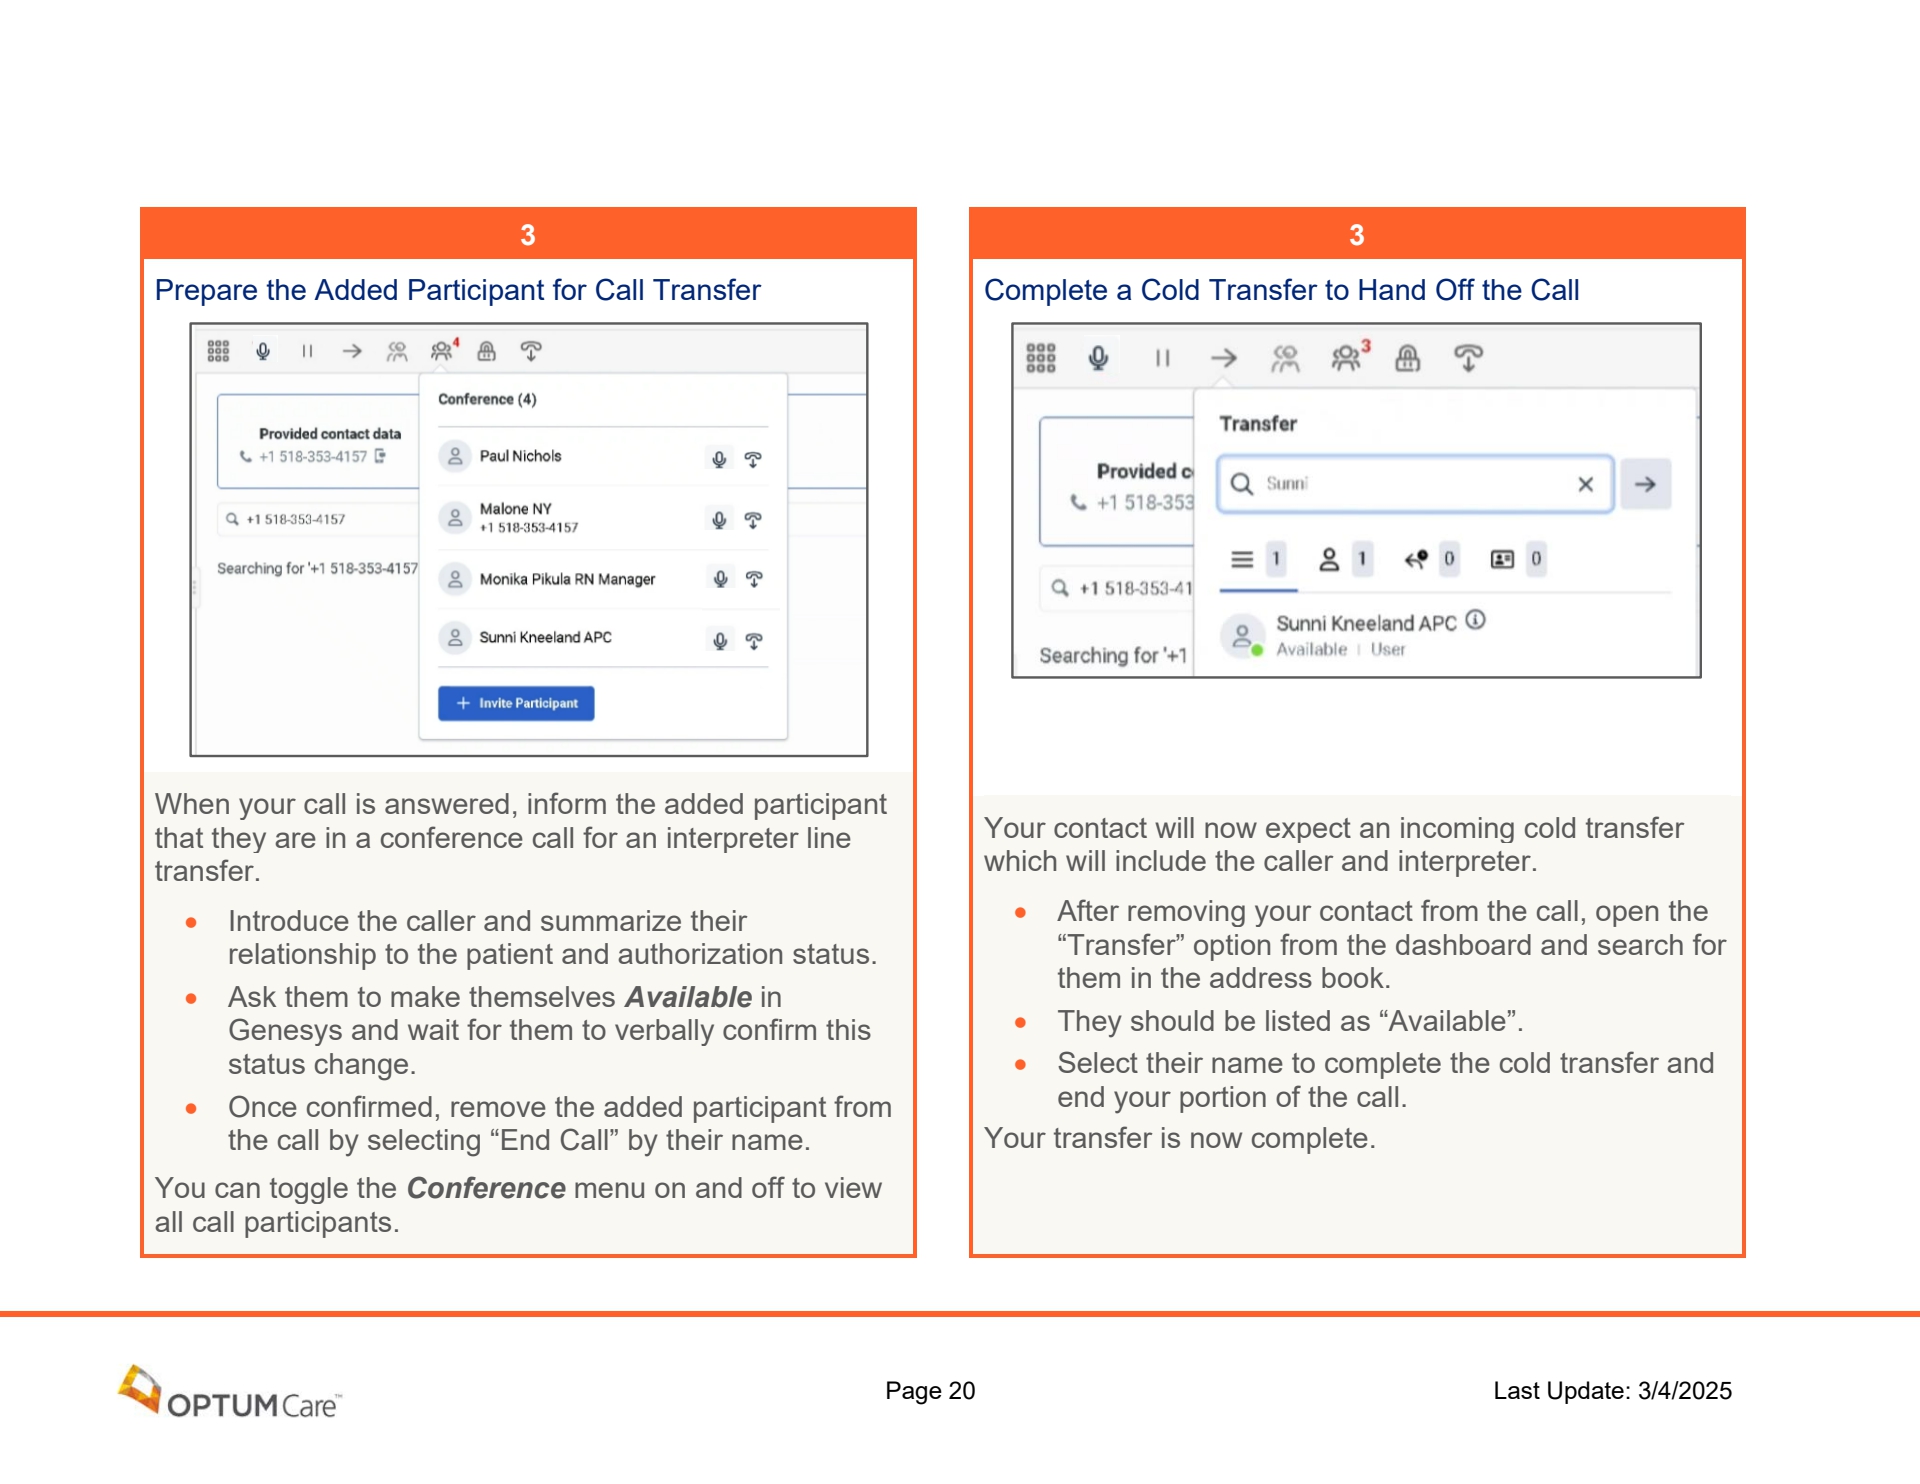 3
Prepare the Added Participant for Call Transfer
4
Conference (4)
Provided contact data
+1 518-353-4157
Paul Nichols
Malone NY
+1 518-353-4157
+1 518-353-4157
Searching for '+1 518-353-4157
Monika Pikula RN Manager
Sunni Kneeland APC
+ Invite Participant
When your call is answered, inform the added participant
that they are in a conference call for an interpreter line
transfer.
• Introduce the caller and summarize their
relationship to the patient and authorization status.
• Ask them to make themselves Available in
Genesys and wait for them to verbally confirm this
status change.
• Once confirmed, remove the added participant from
the call by selecting “End Call” by their name.
You can toggle the Conference menu on and off to view
all call participants.
3
Complete a Cold Transfer to Hand Off the Call
3
Transfer
Provided c
+1 518-353
Sunni
1 1 0 0
+1 518-353-41
Sunni Kneeland APC
Available | User
Searching for '+1
Your contact will now expect an incoming cold transfer
which will include the caller and interpreter.
• After removing your contact from the call, open the
“Transfer” option from the dashboard and search for
them in the address book.
• They should be listed as “Available”.
• Select their name to complete the cold transfer and
end your portion of the call.
Your transfer is now complete.
OPTUMCare™
Page 20
Last Update: 3/4/2025